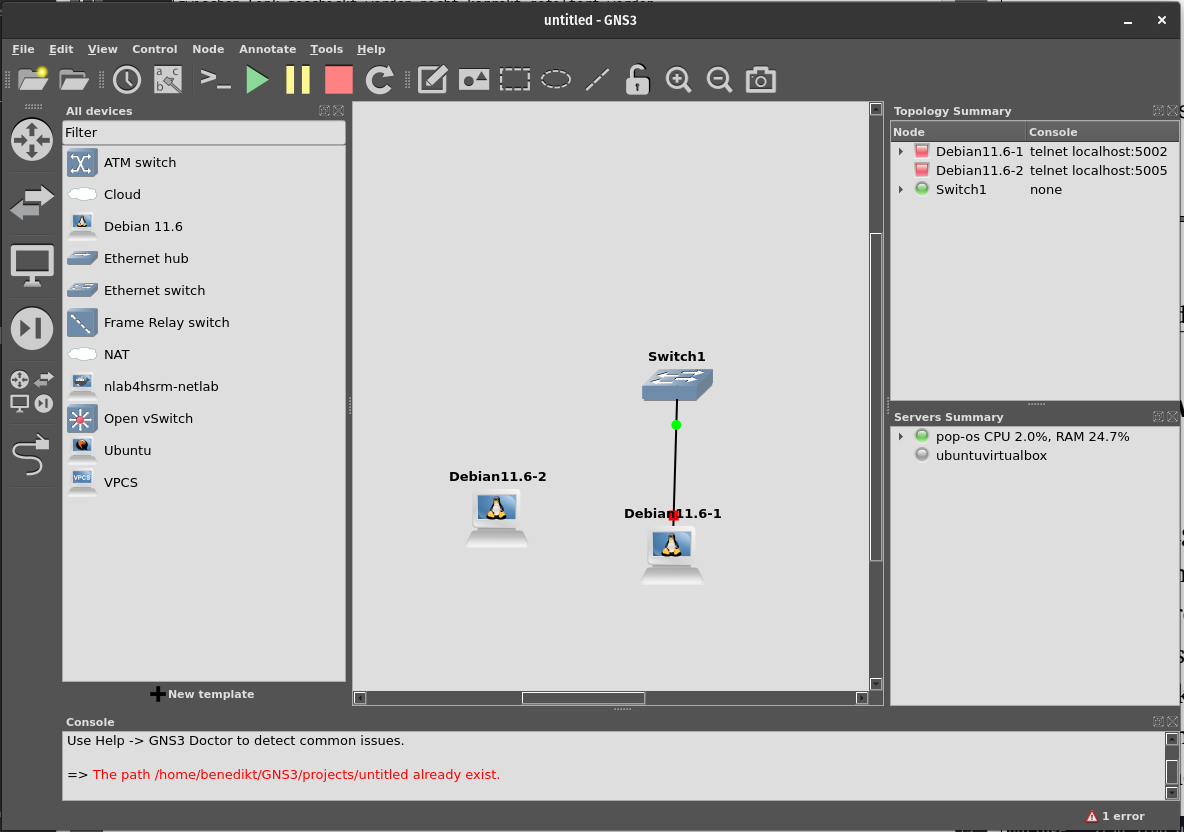 untitled - GNS3
File Edit View Control Node Annotate Tools Help
All devices
Filter
ATM switch
Cloud
Debian 11.6
Ethernet hub
Ethernet switch
Frame Relay switch
NAT
nlab4hsrm-netlab
Open vSwitch
Ubuntu
VPCS
New template
Switch1
Debian11.6-2
Debian11.6-1
Topology Summary
Node Console
Debian11.6-1 telnet localhost:5002
Debian11.6-2 telnet localhost:5005
Switch1 none
Servers Summary
pop-os CPU 2.0%, RAM 24.7%
ubuntuvirtualbox
Console
Use Help -> GNS3 Doctor to detect common issues.
=> The path /home/benedikt/GNS3/projects/untitled already exist.
1 error